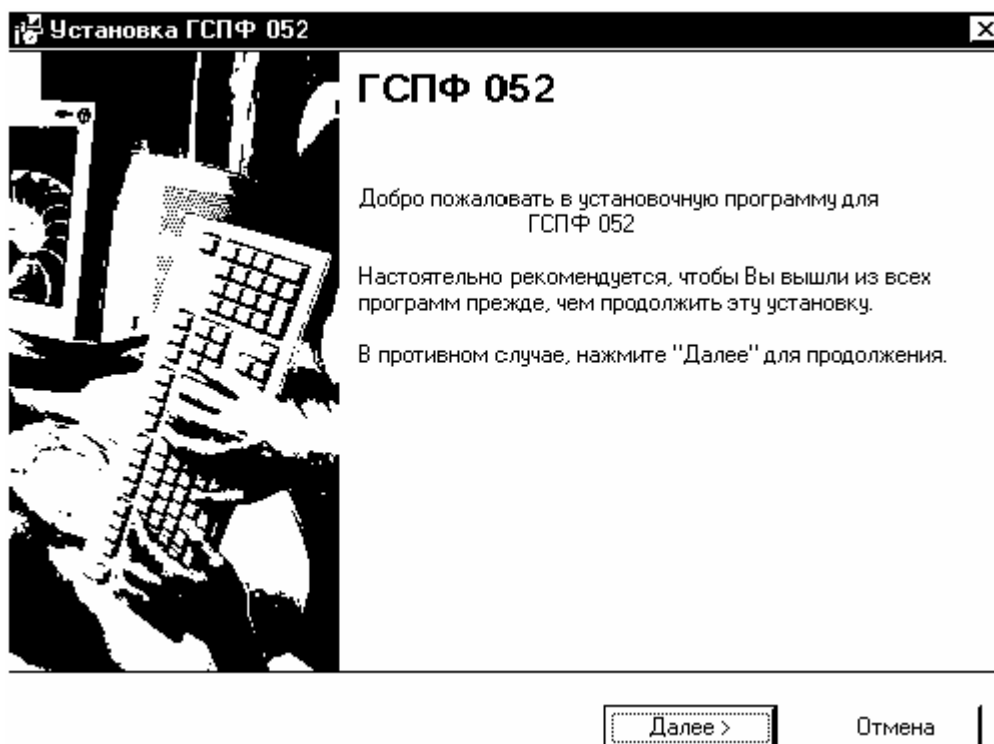 Установка ГСПФ 052
ГСПФ 052
Добро пожаловать в установочную программу для
ГСПФ 052
Настоятельно рекомендуется, чтобы Вы вышли из всех
программ прежде, чем продолжить эту установку.
В противном случае, нажмите "Далее" для продолжения.
Далее >
Отмена